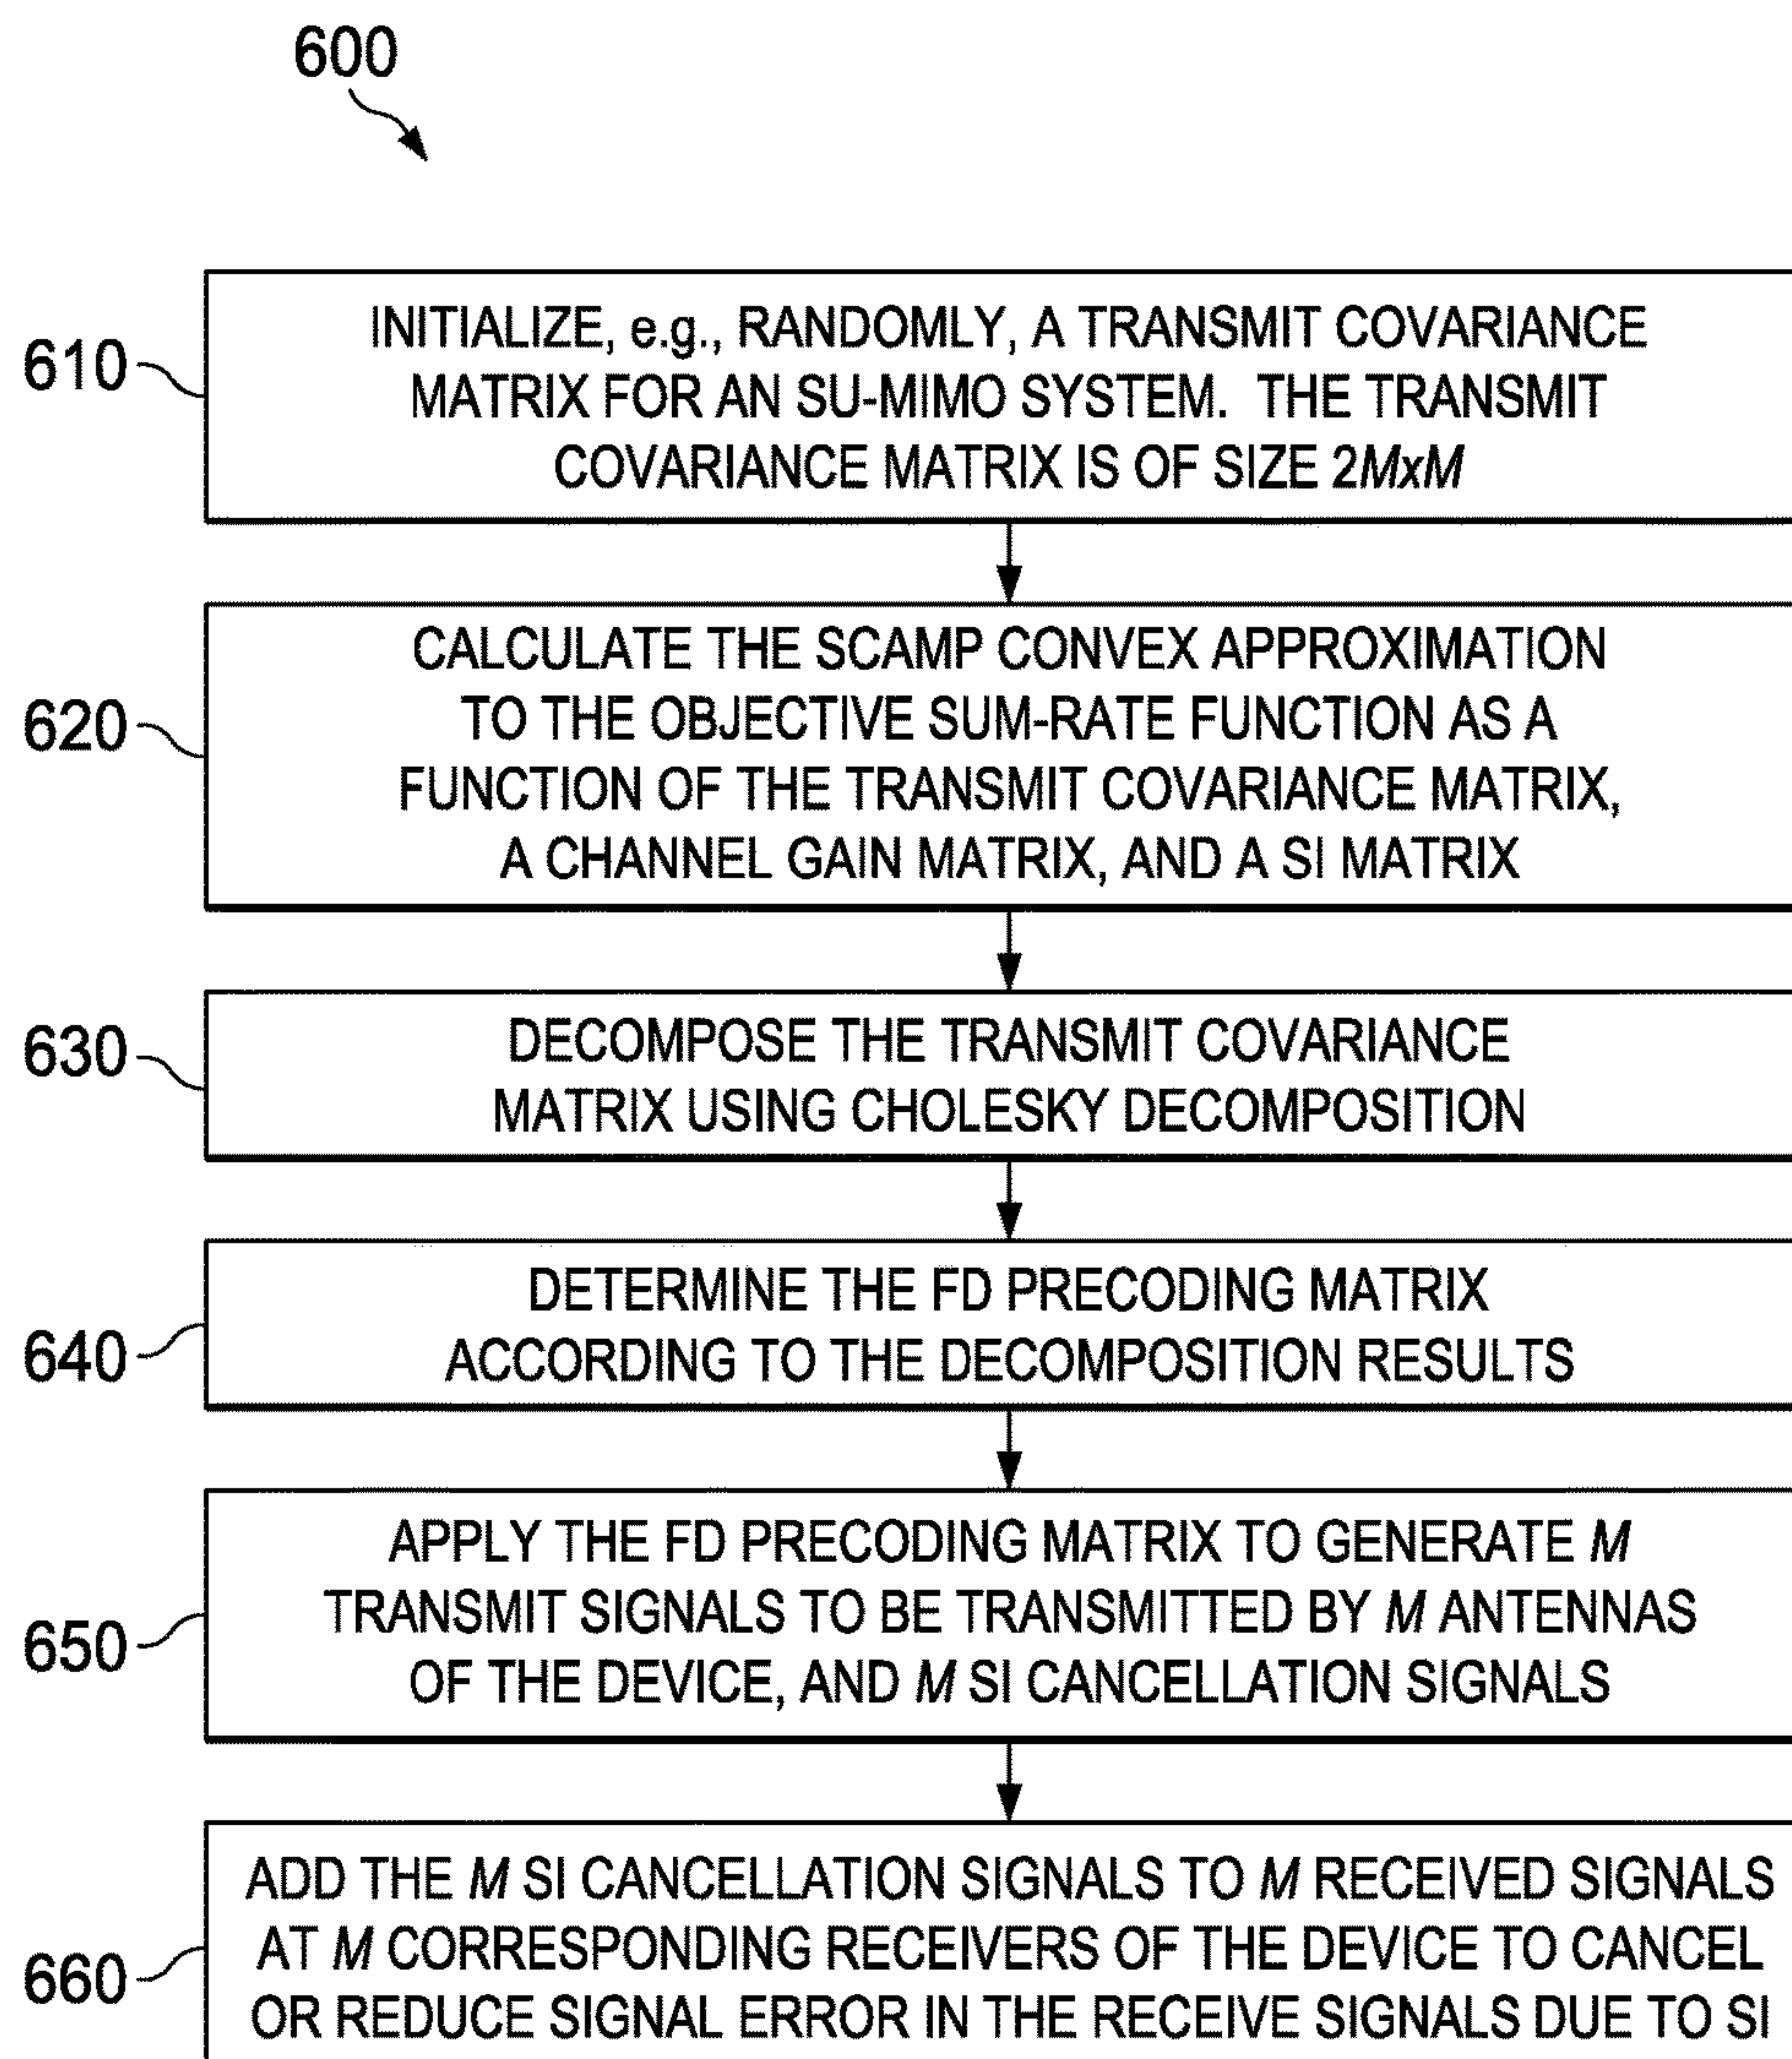 600
610
INITIALIZE, e.g., RANDOMLY, A TRANSMIT COVARIANCE
MATRIX FOR AN SU-MIMO SYSTEM. THE TRANSMIT
COVARIANCE MATRIX IS OF SIZE 2MxM
620
CALCULATE THE SCAMP CONVEX APPROXIMATION
TO THE OBJECTIVE SUM-RATE FUNCTION AS A
FUNCTION OF THE TRANSMIT COVARIANCE MATRIX,
A CHANNEL GAIN MATRIX, AND A SI MATRIX
630
DECOMPOSE THE TRANSMIT COVARIANCE
MATRIX USING CHOLESKY DECOMPOSITION
640
DETERMINE THE FD PRECODING MATRIX
ACCORDING TO THE DECOMPOSITION RESULTS
650
APPLY THE FD PRECODING MATRIX TO GENERATE M
TRANSMIT SIGNALS TO BE TRANSMITTED BY M ANTENNAS
OF THE DEVICE, AND M SI CANCELLATION SIGNALS
660
ADD THE M SI CANCELLATION SIGNALS TO M RECEIVED SIGNALS
AT M CORRESPONDING RECEIVERS OF THE DEVICE TO CANCEL
OR REDUCE SIGNAL ERROR IN THE RECEIVE SIGNALS DUE TO SI